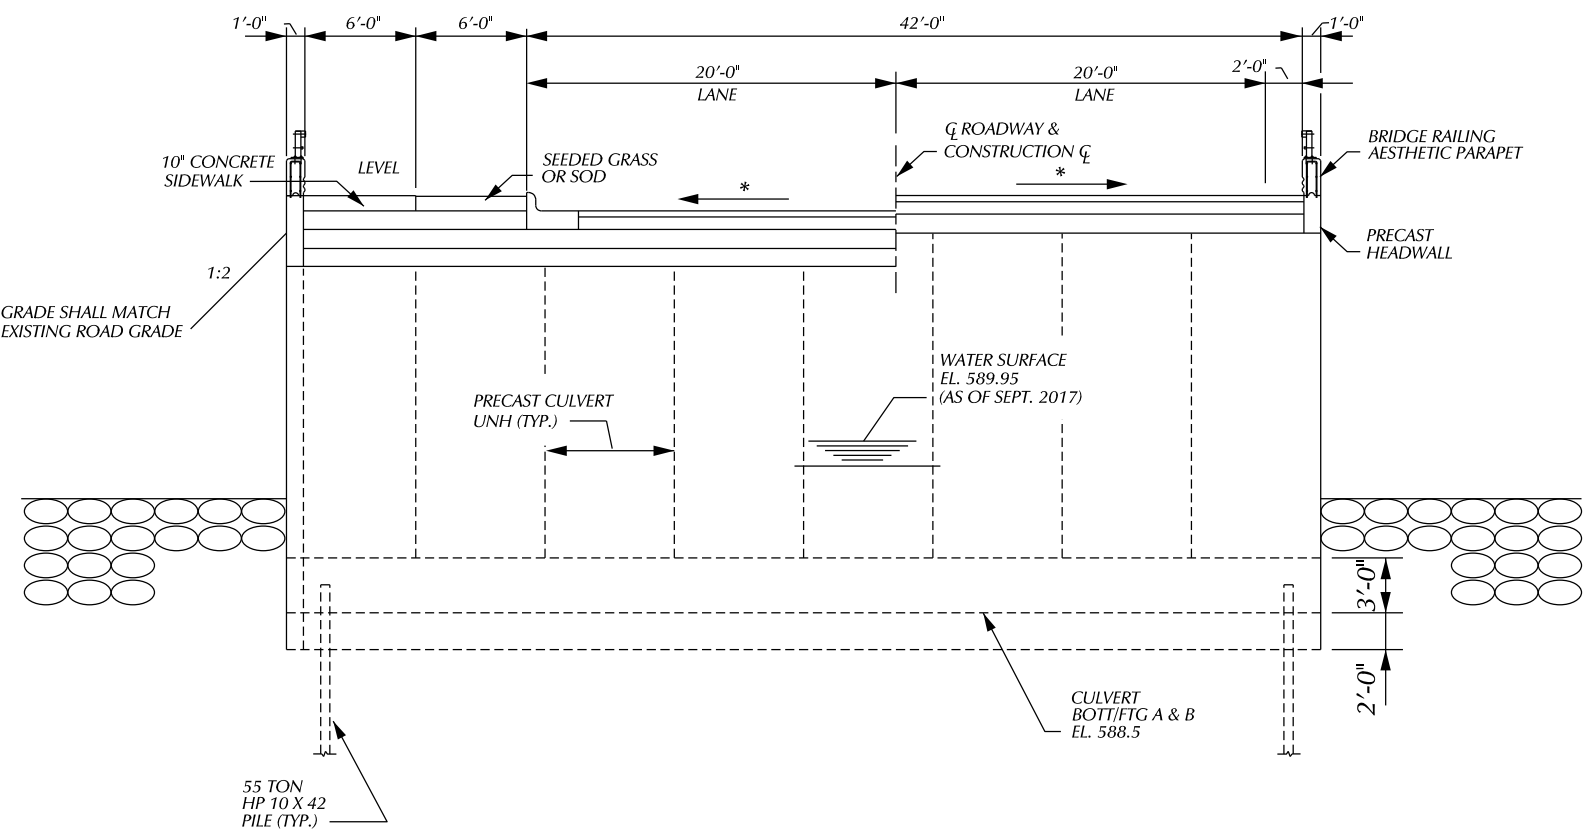 1'-0" 6'-0" 6'-0" 42'-0" 1'-0"
20'-0" 20'-0" 2'-0"
LANE LANE
℄ ROADWAY &
CONSTRUCTION ℄
BRIDGE RAILING
AESTHETIC PARAPET
10" CONCRETE
SIDEWALK
LEVEL
SEEDED GRASS
OR SOD
* *
PRECAST
HEADWALL
1:2
GRADE SHALL MATCH
EXISTING ROAD GRADE
WATER SURFACE
EL. 589.95
(AS OF SEPT. 2017)
PRECAST CULVERT
UNH (TYP.)
3'-0"
2'-0"
CULVERT
BOTT/FTG A & B
EL. 588.5
55 TON
HP 10 X 42
PILE (TYP.)